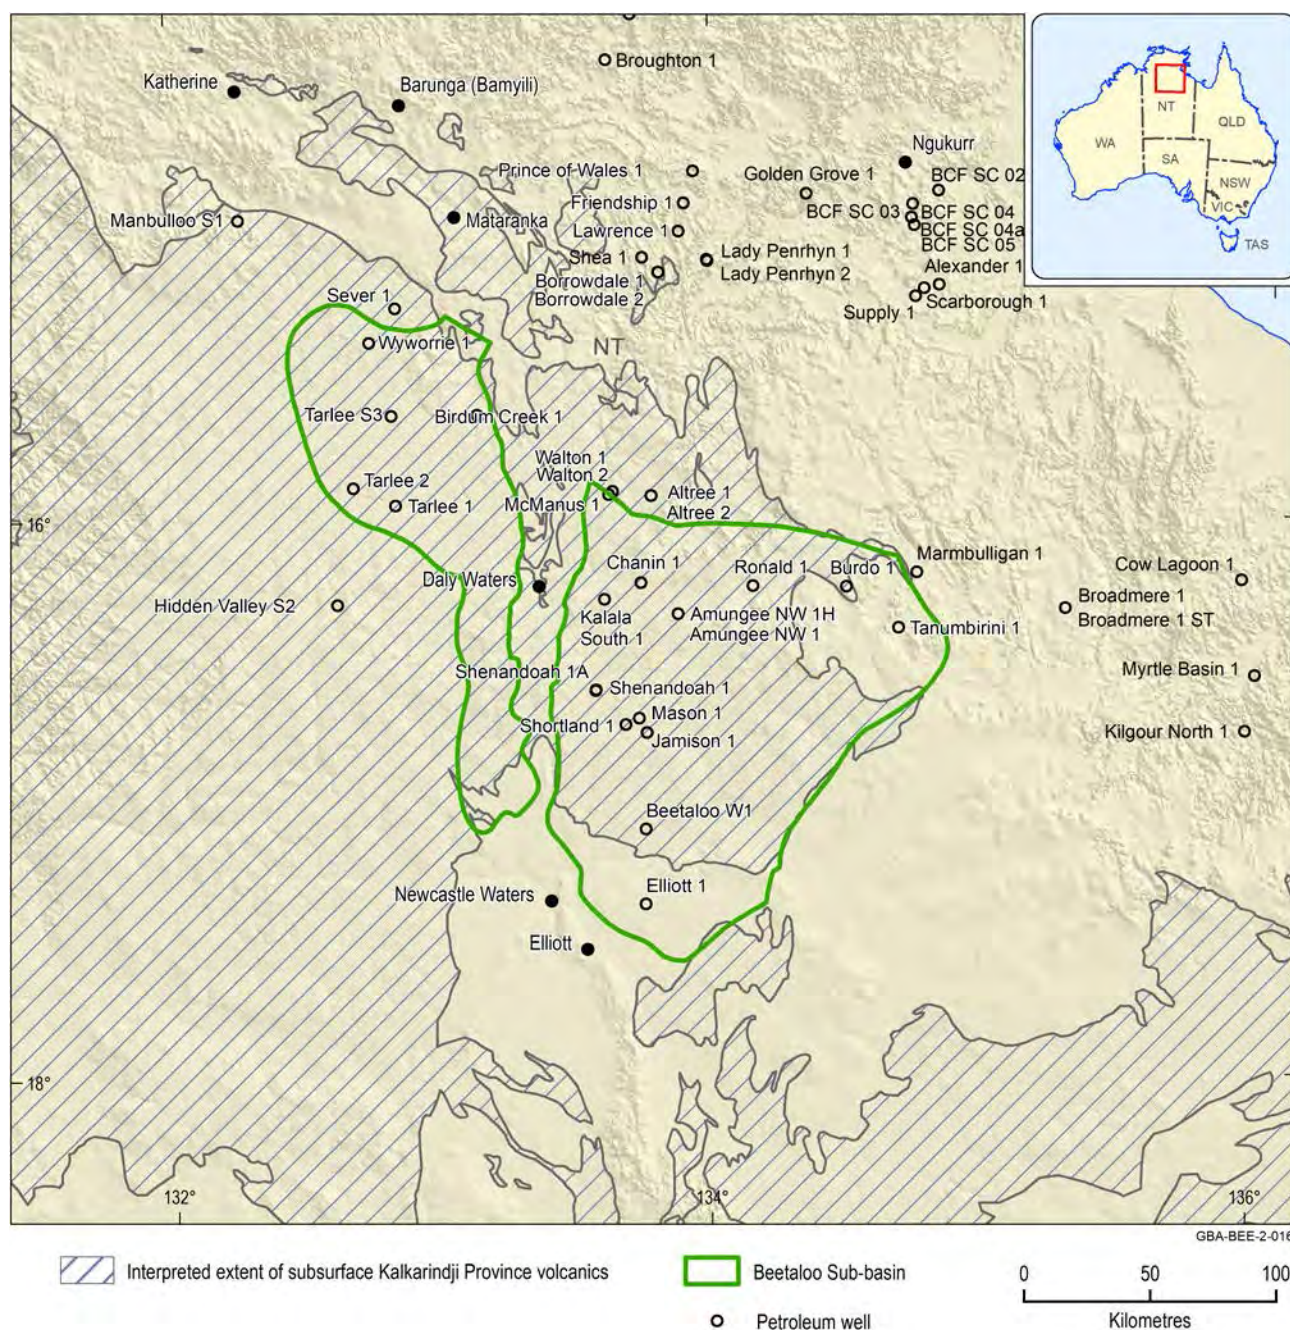 Broughton 1
Katherine
Barunga (Bamyili)
NT
QLD
WA
SA
NSW
VIC
TAS
Ngukurr
Prince of Wales 1
Golden Grove 1
BCF SC 02
Manbulloo S1
Mataranka
Friendship 1
BCF SC 03
BCF SC 04
Lawrence 1
BCF SC 04a
BCF SC 05
Shea 1
Lady Penrhyn 1
Lady Penrhyn 2
Alexander 1
Borrowdale 1
Borrowdale 2
Sever 1
Supply 1
Scarborough 1
Wyworrie 1
NT
Tarlee S3
Birdum Creek 1
Walton 1
Walton 2
Tarlee 2
Tarlee 1
McManus 1
Altree 1
Altree 2
16°
Marmbulligan 1
Chanin 1
Ronald 1
Burdo 1
Cow Lagoon 1
Daly Waters
Broadmere 1
Broadmere 1 ST
Hidden Valley S2
Kalala
South 1
Amungee NW 1H
Amungee NW 1
Tanumbirini 1
Shenandoah 1A
Shenandoah 1
Myrtle Basin 1
Shortland 1
Mason 1
Jamison 1
Kilgour North 1
Beetaloo W1
Newcastle Waters
Elliott 1
Elliott
18°
132°
134°
136°
GBA-BEE-2-016
Interpreted extent of subsurface Kalkarindji Province volcanics
Beetaloo Sub-basin
Petroleum well
0 50 100
Kilometres